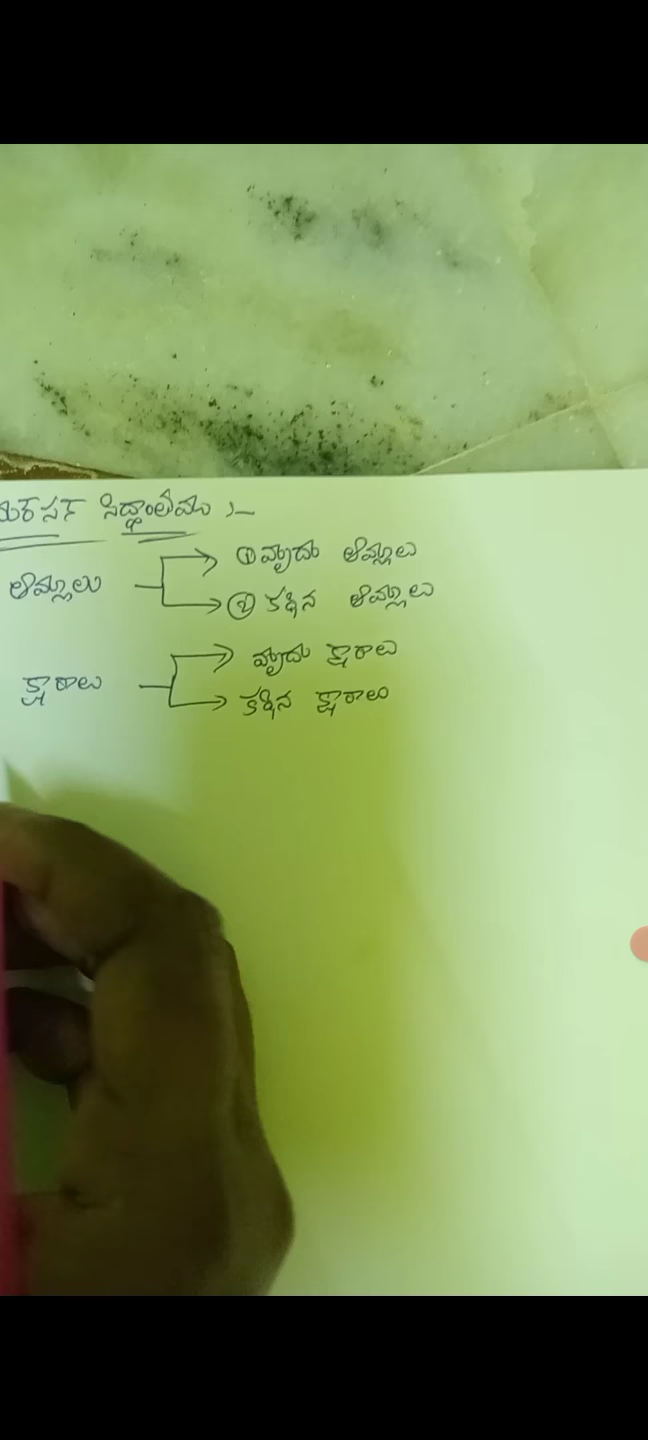 సిద్ధాంతము :-
ఆమ్లాలు
① మృదు ఆమ్లాలు
② కఠిన ఆమ్లాలు
క్షారాలు
మృదు క్షారాలు
కఠిన క్షారాలు